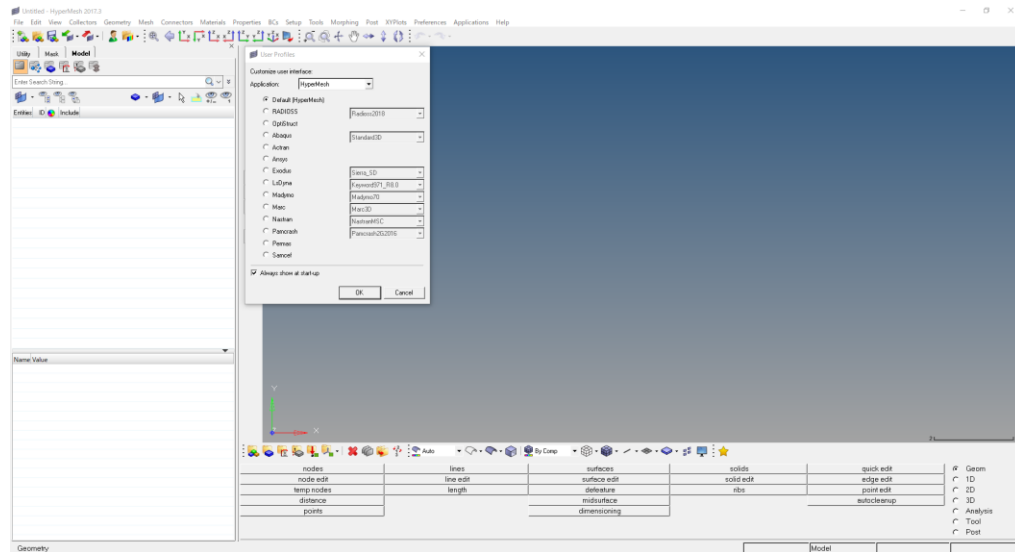 Untitled - HyperMesh 2017.3
File Edit View Collectors Geometry Mesh Connectors Materials Properties BCs Setup Tools Morphing Post XYPlots Preferences Applications Help
Utility Mask Model
Enter Search String...
Entities ID Include
Name Value
User Profiles
Customize user interface:
Application: HyperMesh
Default (HyperMesh)
RADIOSS Radioss2018
OptiStruct
Abaqus Standard3D
Actran
Ansys
Exodus Sierra_SD
LsDyna Keyword971_R8.0
Madymo Madymo70
Marc Marc3D
Nastran NastranMSC
Pamcrash Pamcrash2G2016
Permas
Samcef
Always show at start-up
OK Cancel
Y
X
Auto By Comp
nodes lines surfaces solids quick edit Geom
node edit line edit surface edit solid edit edge edit 1D
temp nodes length defeature ribs point edit 2D
distance midsurface autocleanup 3D
points dimensioning Analysis
Tool
Post
Geometry Model